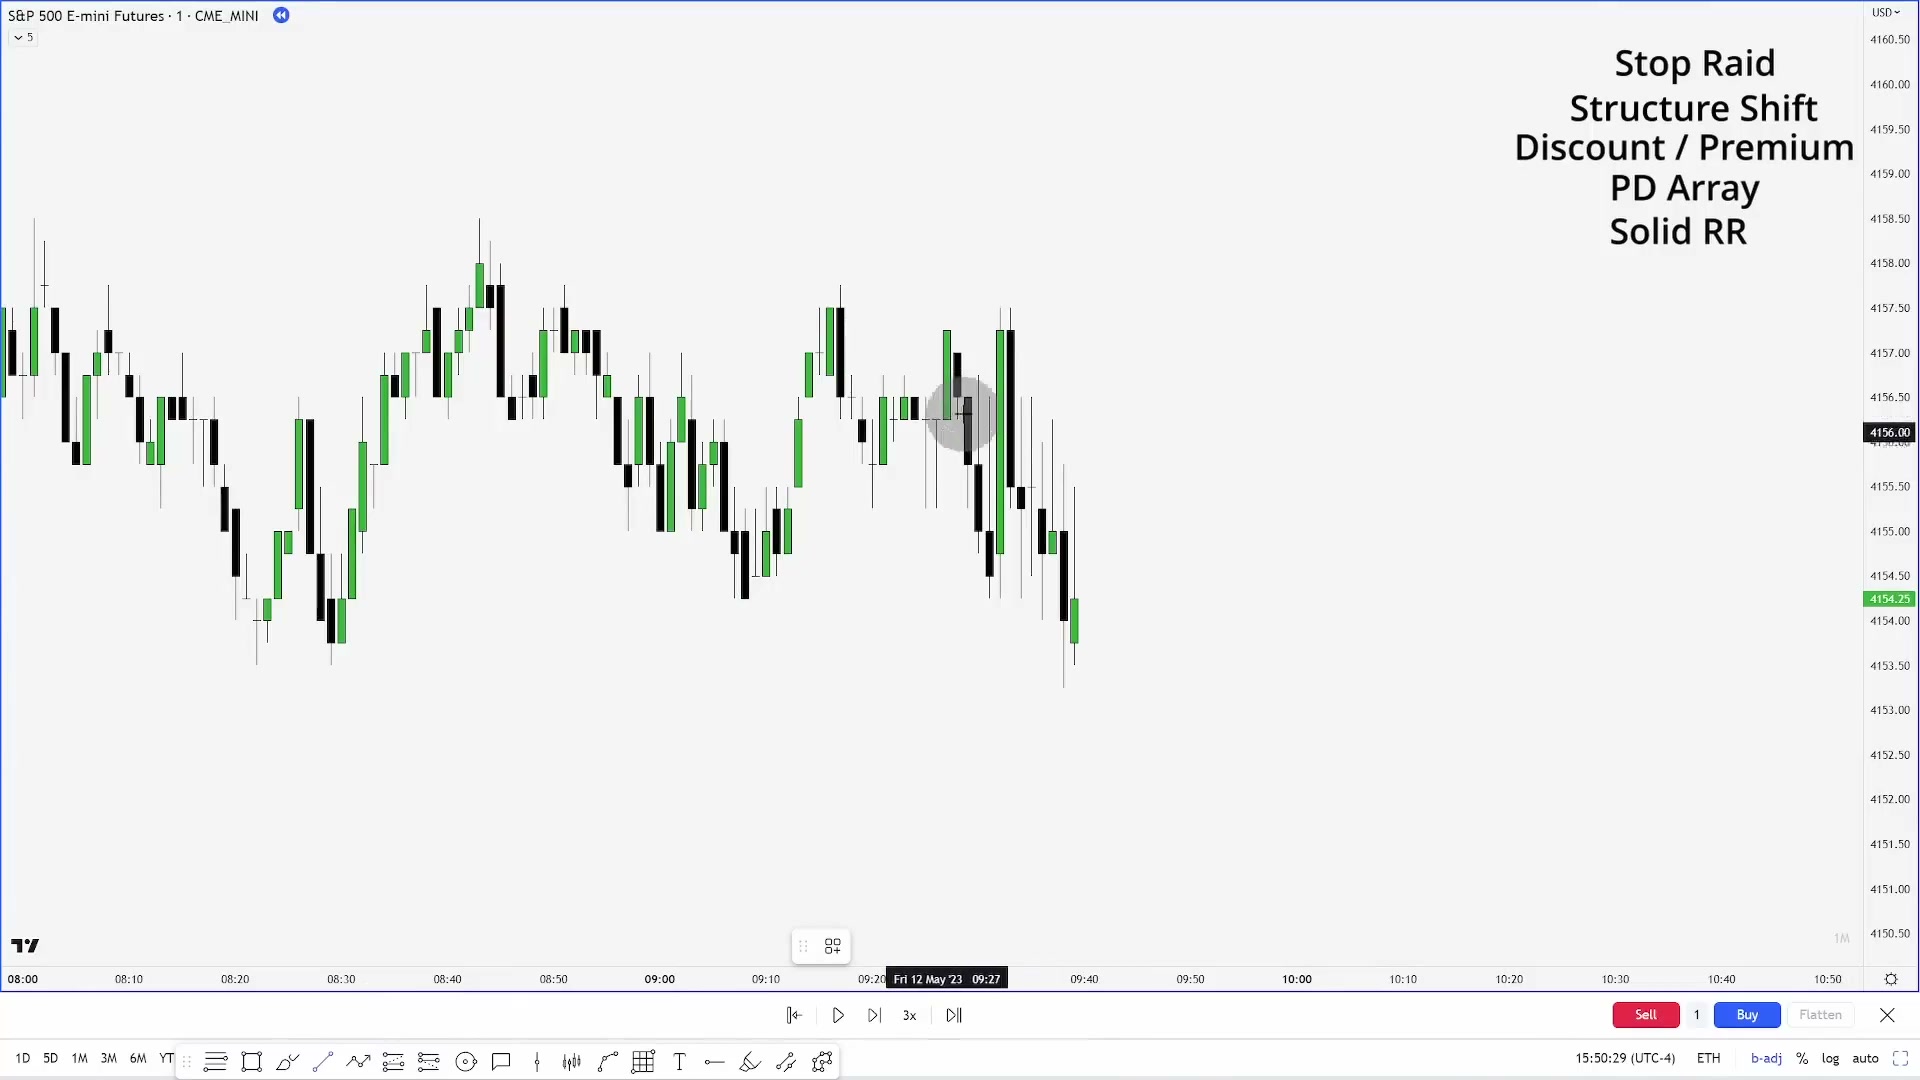 S&P 500 E-mini Futures · 1 · CME_MINI
5
USD
Stop Raid
Structure Shift
Discount / Premium
PD Array
Solid RR
4160.50
4160.00
4159.50
4159.00
4158.50
4158.00
4157.50
4157.00
4156.50
4156.00
4155.50
4155.00
4154.50
4154.25
4154.00
4153.50
4153.00
4152.50
4152.00
4151.50
4151.00
4150.50
1M
08:00 08:10 08:20 08:30 08:40 08:50 09:00 09:10 09:20 Fri 12 May '23 09:27 09:40 09:50 10:00 10:10 10:20 10:30 10:40 10:50
3x
Sell 1 Buy Flatten
1D 5D 1M 3M 6M YT
15:50:29 (UTC-4) ETH b-adj % log auto